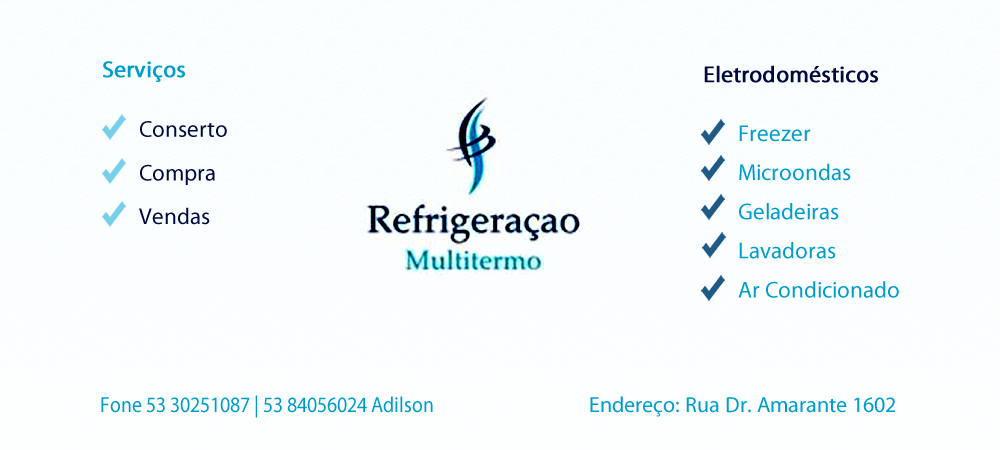 Serviços
Conserto
Compra
Vendas
Refrigeraçao
Multitermo
Eletrodomésticos
Freezer
Microondas
Geladeiras
Lavadoras
Ar Condicionado
Fone 53 30251087 | 53 84056024 Adilson
Endereço: Rua Dr. Amarante 1602